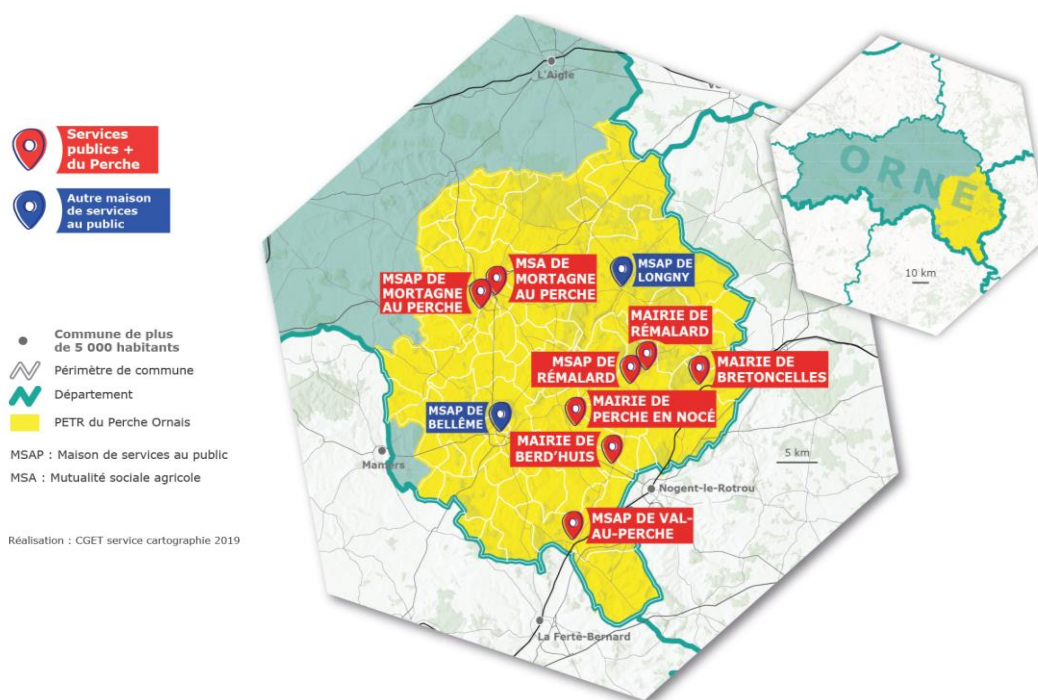 Services
publics +
du Perche
Autre maison
de services
au public
Commune de plus
de 5 000 habitants
Périmètre de commune
Département
PETR du Perche Ornais
MSAP : Maison de services au public
MSA : Mutualité sociale agricole
Réalisation : CGET service cartographie 2019
L'Aigle
MSAP DE
MORTAGNE
AU PERCHE
MSA DE
MORTAGNE
AU PERCHE
MSAP DE
LONGNY
MAIRIE DE
RÉMALARD
MSAP DE
RÉMALARD
MAIRIE DE
BRETONCELLES
MSAP DE
BELLÊME
MAIRIE DE
PERCHE EN NOCÉ
MAIRIE DE
BERD'HUIS
Mamers
Nogent-le-Rotrou
MSAP DE VAL-
AU-PERCHE
La Ferté-Bernard
5 km
ORNE
10 km